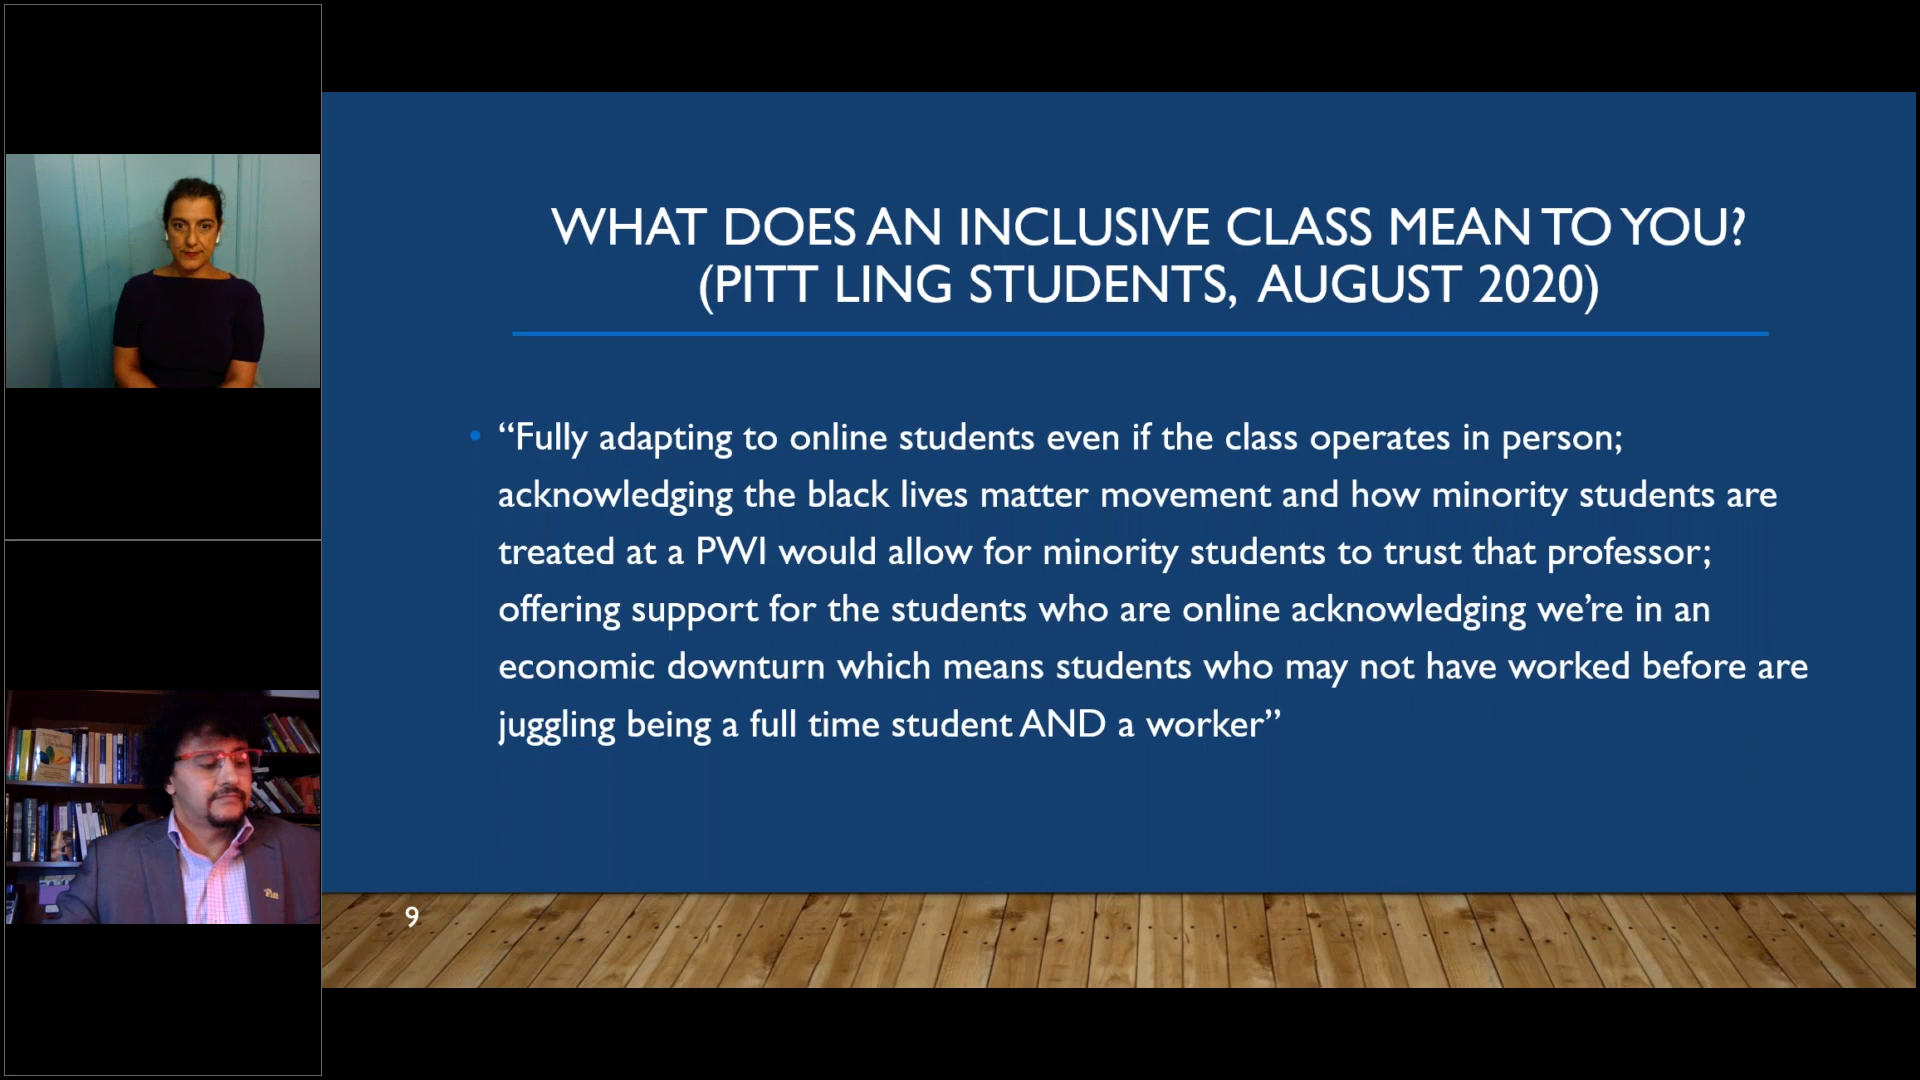 WHAT DOES AN INCLUSIVE CLASS MEAN TO YOU?
(PITT LING STUDENTS, AUGUST 2020)
• “Fully adapting to online students even if the class operates in person;
acknowledging the black lives matter movement and how minority students are
treated at a PWI would allow for minority students to trust that professor;
offering support for the students who are online acknowledging we’re in an
economic downturn which means students who may not have worked before are
juggling being a full time student AND a worker”
9
Pitt